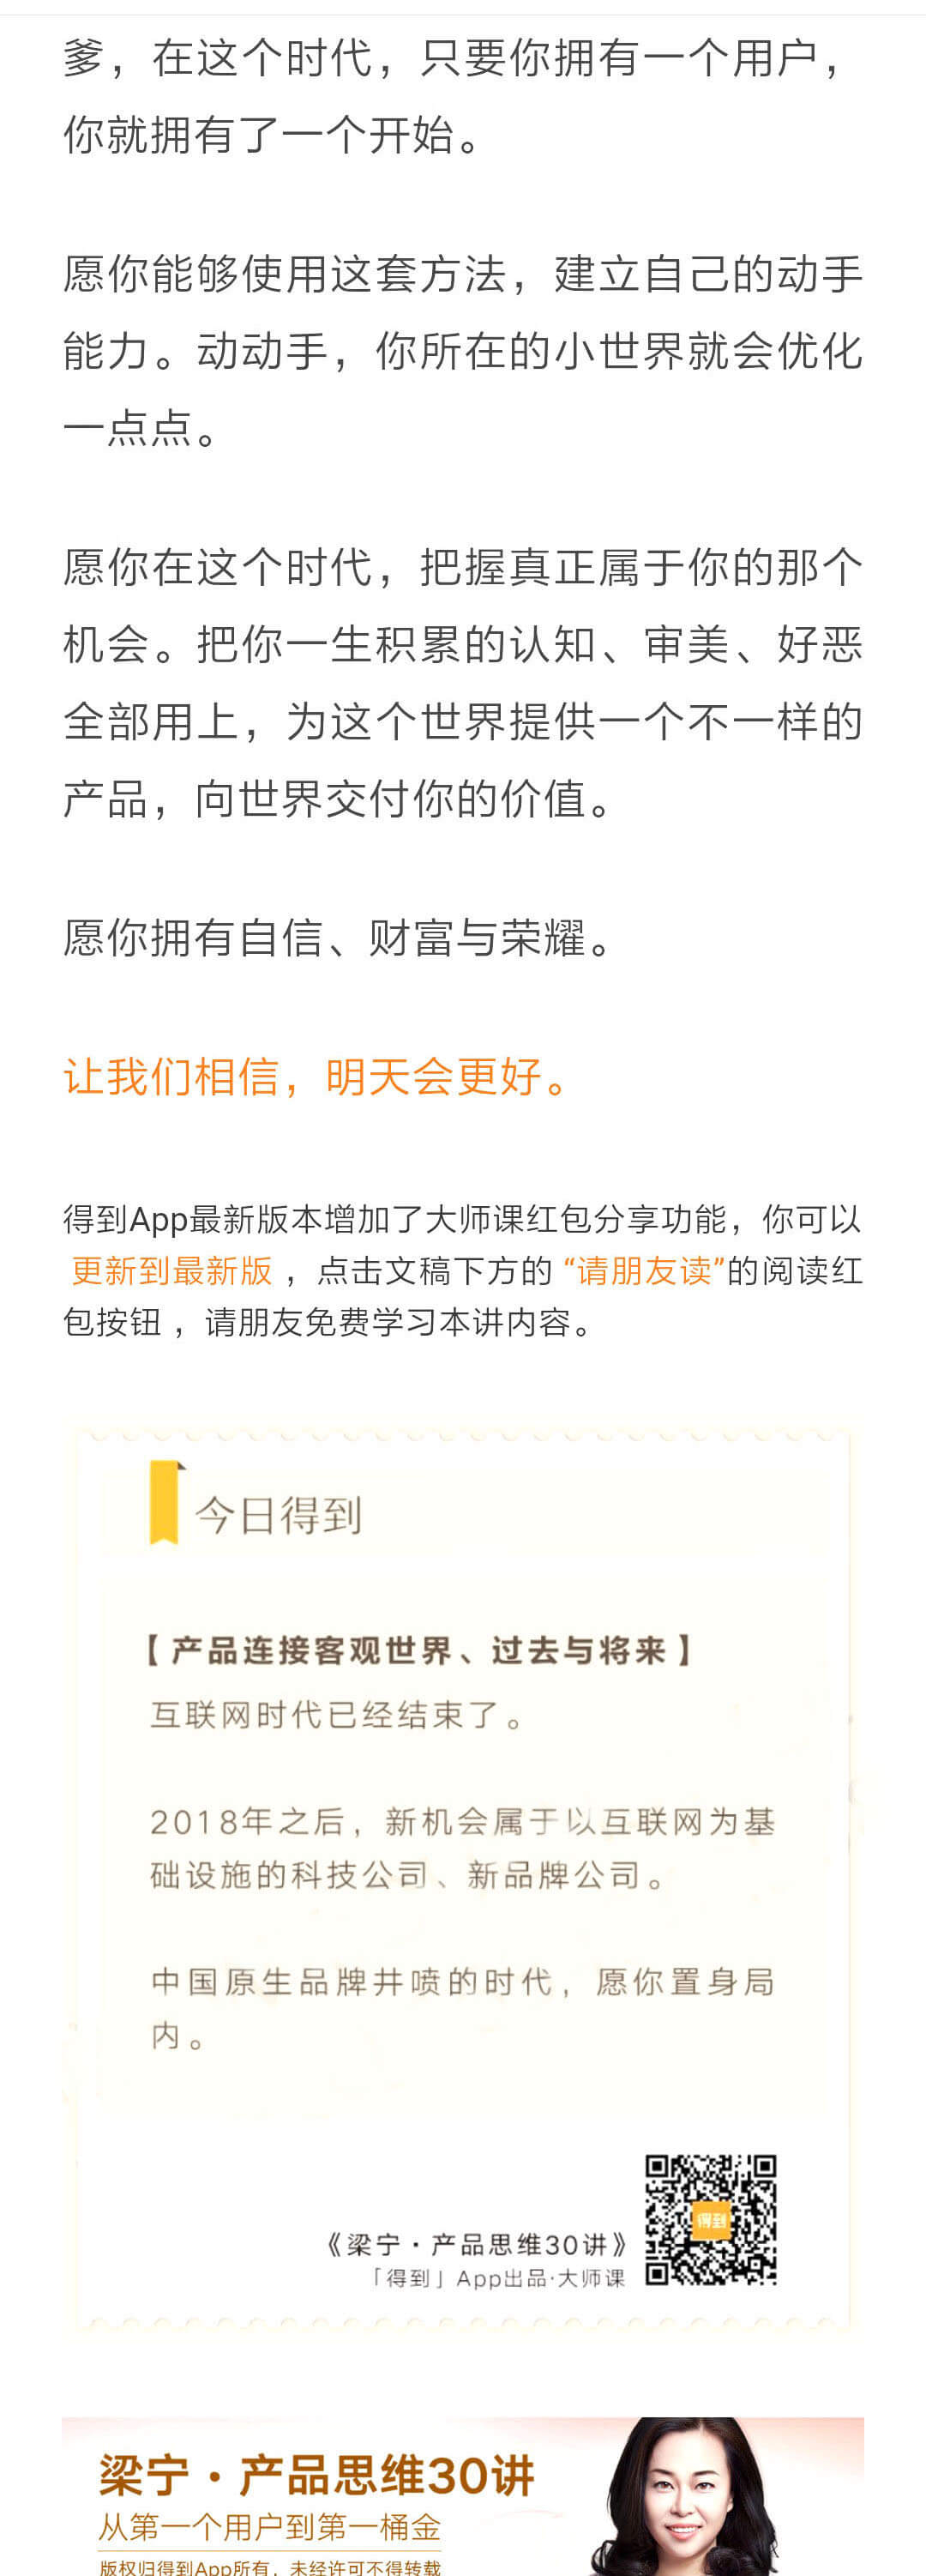 爹，在这个时代，只要你拥有一个用户，
你就拥有了一个开始。
愿你能够使用这套方法，建立自己的动手
能力。动动手，你所在的小世界就会优化
一点点。
愿你在这个时代，把握真正属于你的那个
机会。把你一生积累的认知、审美、好恶
全部用上，为这个世界提供一个不一样的
产品，向世界交付你的价值。
愿你拥有自信、财富与荣耀。
让我们相信，明天会更好。
得到App最新版本增加了大师课红包分享功能，你可以
更新到最新版 ，点击文稿下方的 “请朋友读”的阅读红
包按钮 ，请朋友免费学习本讲内容。
今日得到
【产品连接客观世界、过去与将来】
互联网时代已经结束了。
2018年之后，新机会属于以互联网为基
础设施的科技公司、新品牌公司。
中国原生品牌井喷的时代，愿你置身局
内。
得到
《梁宁·产品思维30讲》
「得到」App出品·大师课
梁宁·产品思维30讲
从第一个用户到第一桶金
版权归得到App所有，未经许可不得转载